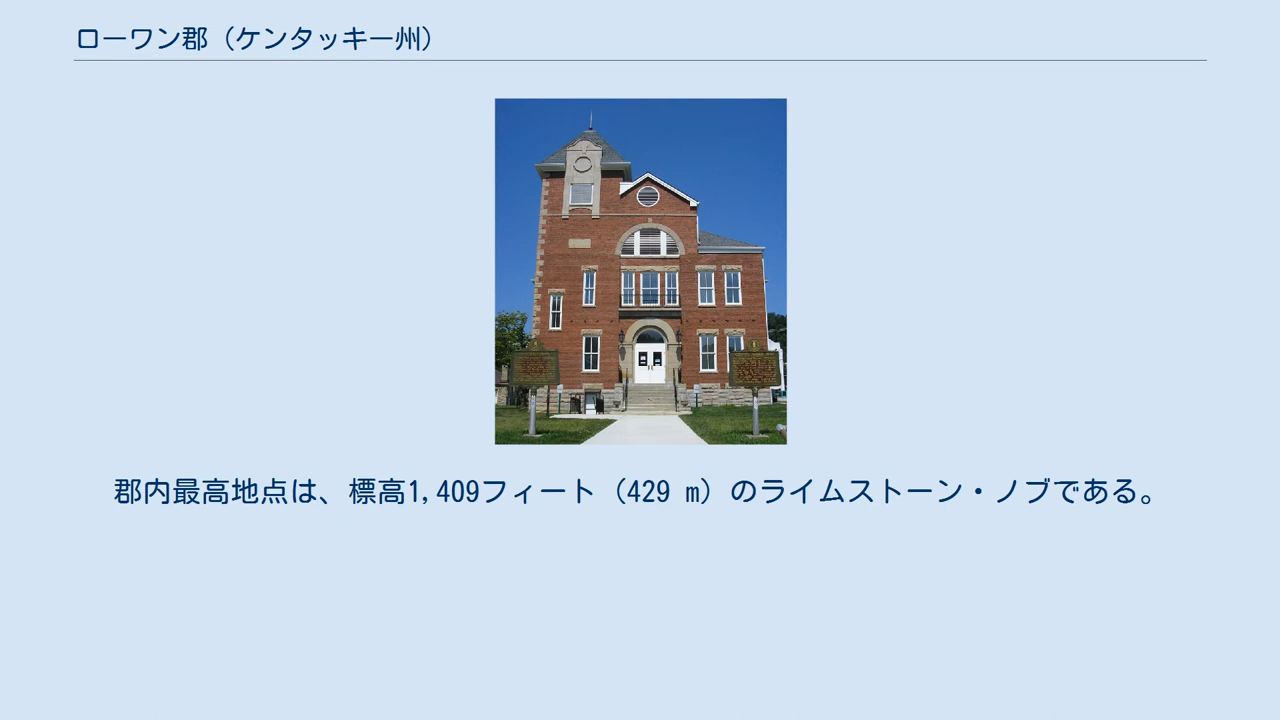 ローワン郡（ケンタッキー州）
郡内最高地点は、標高1,409フィート（429 m）のライムストーン・ノブである。